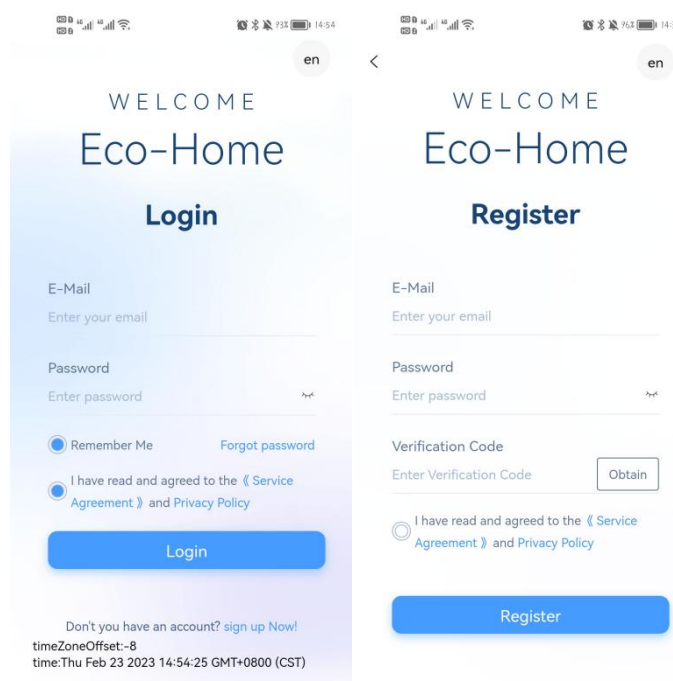 93% 14:54
en
WELCOME
Eco-Home
Login
E-Mail
Enter your email
Password
Enter password
Remember Me Forgot password
I have read and agreed to the 《 Service
Agreement 》 and Privacy Policy
Login
Don't you have an account? sign up Now!
timeZoneOffset:-8
time:Thu Feb 23 2023 14:54:25 GMT+0800 (CST)
96%
en
WELCOME
Eco-Home
Register
E-Mail
Enter your email
Password
Enter password
Verification Code
Enter Verification Code Obtain
I have read and agreed to the 《 Service
Agreement 》 and Privacy Policy
Register